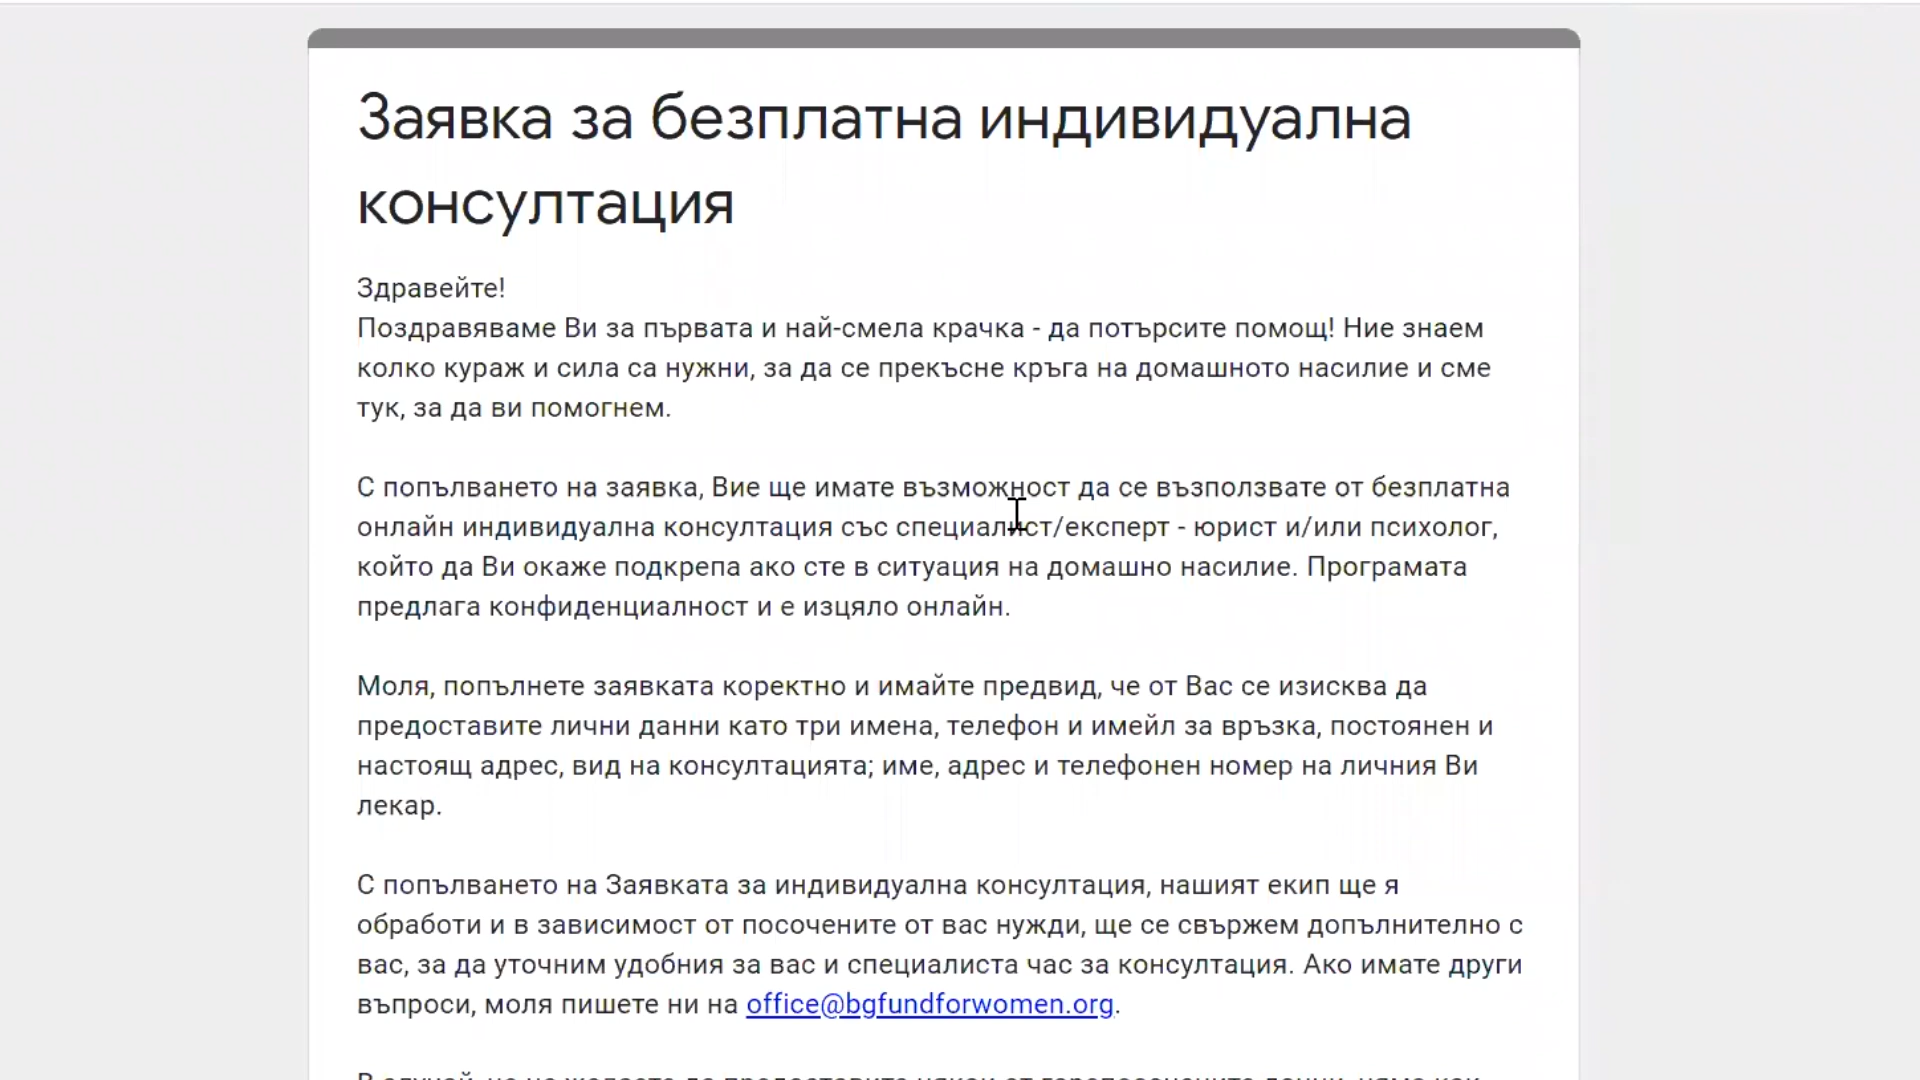 Заявка за безплатна индивидуална
консултация
Здравейте!
Поздравяваме Ви за първата и най-смела крачка - да потърсите помощ! Ние знаем
колко кураж и сила са нужни, за да се прекъсне кръга на домашното насилие и сме
тук, за да ви помогнем.
С попълването на заявка, Вие ще имате възможност да се възползвате от безплатна
онлайн индивидуална консултация със специалист/експерт - юрист и/или психолог,
който да Ви окаже подкрепа ако сте в ситуация на домашно насилие. Програмата
предлага конфиденциалност и е изцяло онлайн.
Моля, попълнете заявката коректно и имайте предвид, че от Вас се изисква да
предоставите лични данни като три имена, телефон и имейл за връзка, постоянен и
настоящ адрес, вид на консултацията; име, адрес и телефонен номер на личния Ви
лекар.
С попълването на Заявката за индивидуална консултация, нашият екип ще я
обработи и в зависимост от посочените от вас нужди, ще се свържем допълнително с
вас, за да уточним удобния за вас и специалиста час за консултация. Ако имате други
въпроси, моля пишете ни на office@bgfundforwomen.org.